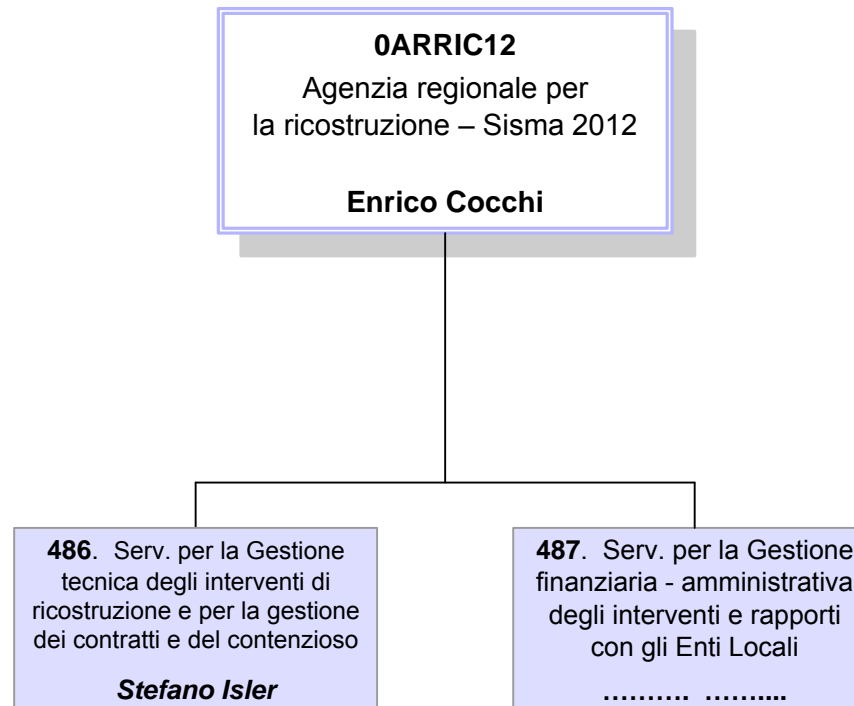 0ARRIC12
Agenzia regionale per
la ricostruzione – Sisma 2012
Enrico Cocchi
486. Serv. per la Gestione
tecnica degli interventi di
ricostruzione e per la gestione
dei contratti e del contenzioso
Stefano Isler
487. Serv. per la Gestione
finanziaria - amministrativa
degli interventi e rapporti
con gli Enti Locali
………. ……....